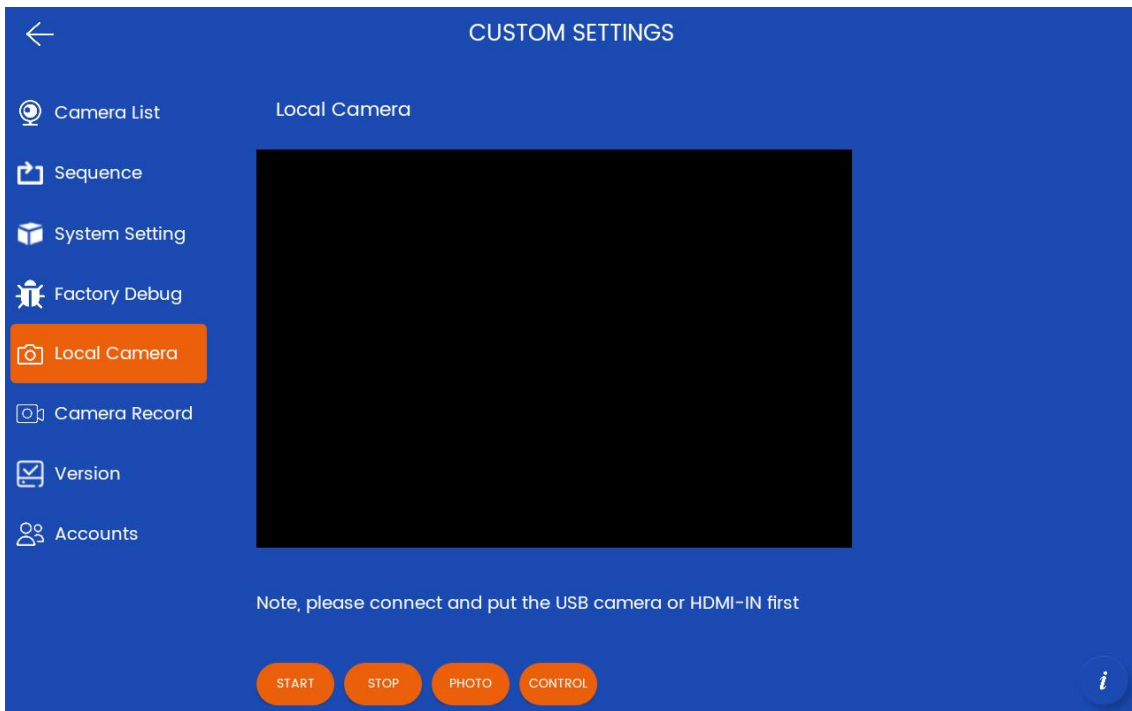 CUSTOM SETTINGS
Camera List
Sequence
System Setting
Factory Debug
Local Camera
Camera Record
Version
Accounts
Local Camera
Note, please connect and put the USB camera or HDMI-IN first
START
STOP
PHOTO
CONTROL
i